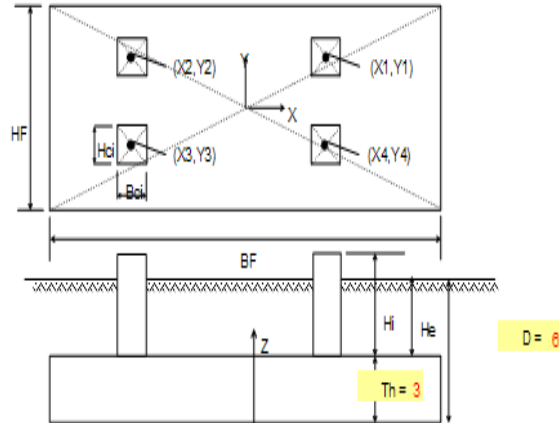 (X2,Y2)
Y
(X1,Y1)
X
HF
Hci
(X3,Y3)
(X4,Y4)
Bci
BF
Hi
He
Z
D = 6
Th = 3